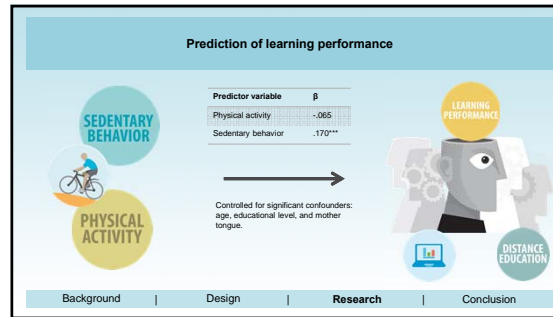 Prediction of learning performance
SEDENTARY
BEHAVIOR
PHYSICAL
ACTIVITY
Predictor variable β
Physical activity -.065
Sedentary behavior .170***
Controlled for significant confounders:
age, educational level, and mother
tongue.
LEARNING
PERFORMANCE
DISTANCE
EDUCATION
Background | Design | Research | Conclusion